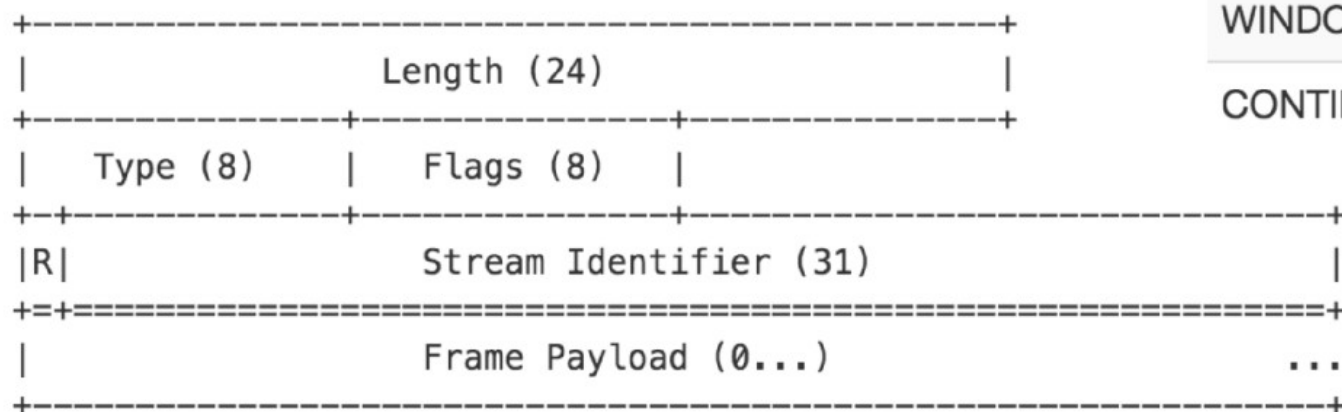 +-----------------------------------------------+
|                 Length (24)                   |
+---------------+---------------+---------------+
|   Type (8)    |   Flags (8)   |
+-+-------------+---------------+-------------------------------+
|R|                 Stream Identifier (31)                      |
+=+=============================================================+
|                   Frame Payload (0...)                      ...
+---------------------------------------------------------------+